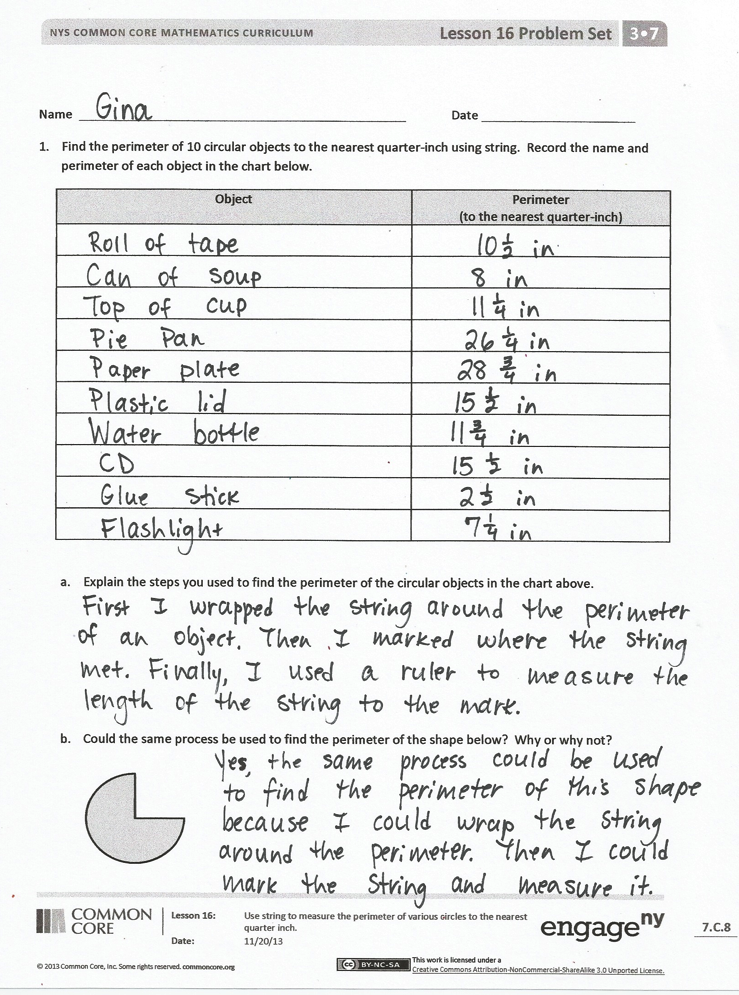 NYS COMMON CORE MATHEMATICS CURRICULUM Lesson 16 Problem Set 3•7
Name Gina Date
1. Find the perimeter of 10 circular objects to the nearest quarter-inch using string. Record the name and
perimeter of each object in the chart below.
Object Perimeter
(to the nearest quarter-inch)
Roll of tape 10 1/2 in
Can of soup 8 in
Top of cup 11 1/4 in
Pie Pan 26 1/4 in
Paper plate 28 3/4 in
Plastic lid 15 1/2 in
Water bottle 11 3/4 in
CD 15 1/2 in
Glue stick 2 1/2 in
Flashlight 7 1/4 in
a. Explain the steps you used to find the perimeter of the circular objects in the chart above.
First I wrapped the string around the perimeter
of an object. Then I marked where the string
met. Finally, I used a ruler to measure the
length of the string to the mark.
b. Could the same process be used to find the perimeter of the shape below? Why or why not?
Yes, the same process could be used
to find the perimeter of this shape
because I could wrap the string
around the perimeter. Then I could
mark the string and measure it.
COMMON
CORE
Lesson 16: Use string to measure the perimeter of various circles to the nearest
quarter inch.
Date: 11/20/13
engage ny
7.C.8
© 2013 Common Core, Inc. Some rights reserved. commoncore.org
cc BY-NC-SA
This work is licensed under a
Creative Commons Attribution-NonCommercial-ShareAlike 3.0 Unported License.